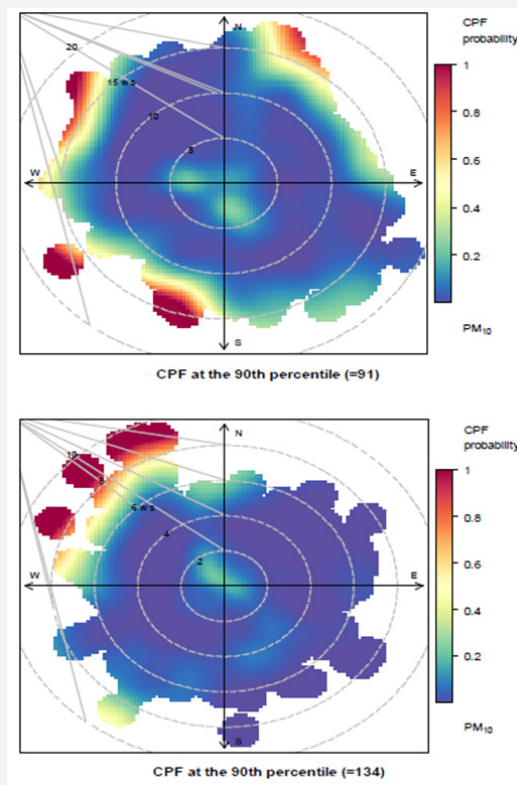 CPF
probability
N
20
15 w s
10
5
W
E
S
1
0.8
0.6
0.4
0.2
PM10
CPF at the 90th percentile (=91)
CPF
probability
N
10
8
6 w s
4
2
W
E
S
1
0.8
0.6
0.4
0.2
PM10
CPF at the 90th percentile (=134)